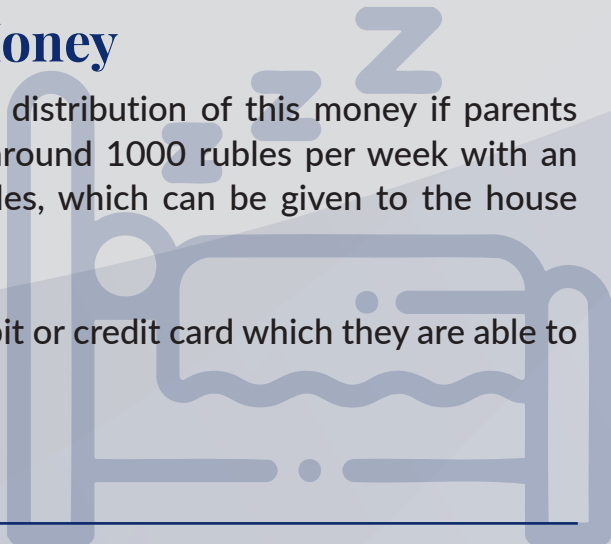 oney
distribution of this money if parents
around 1000 rubles per week with an
les, which can be given to the house
bit or credit card which they are able to